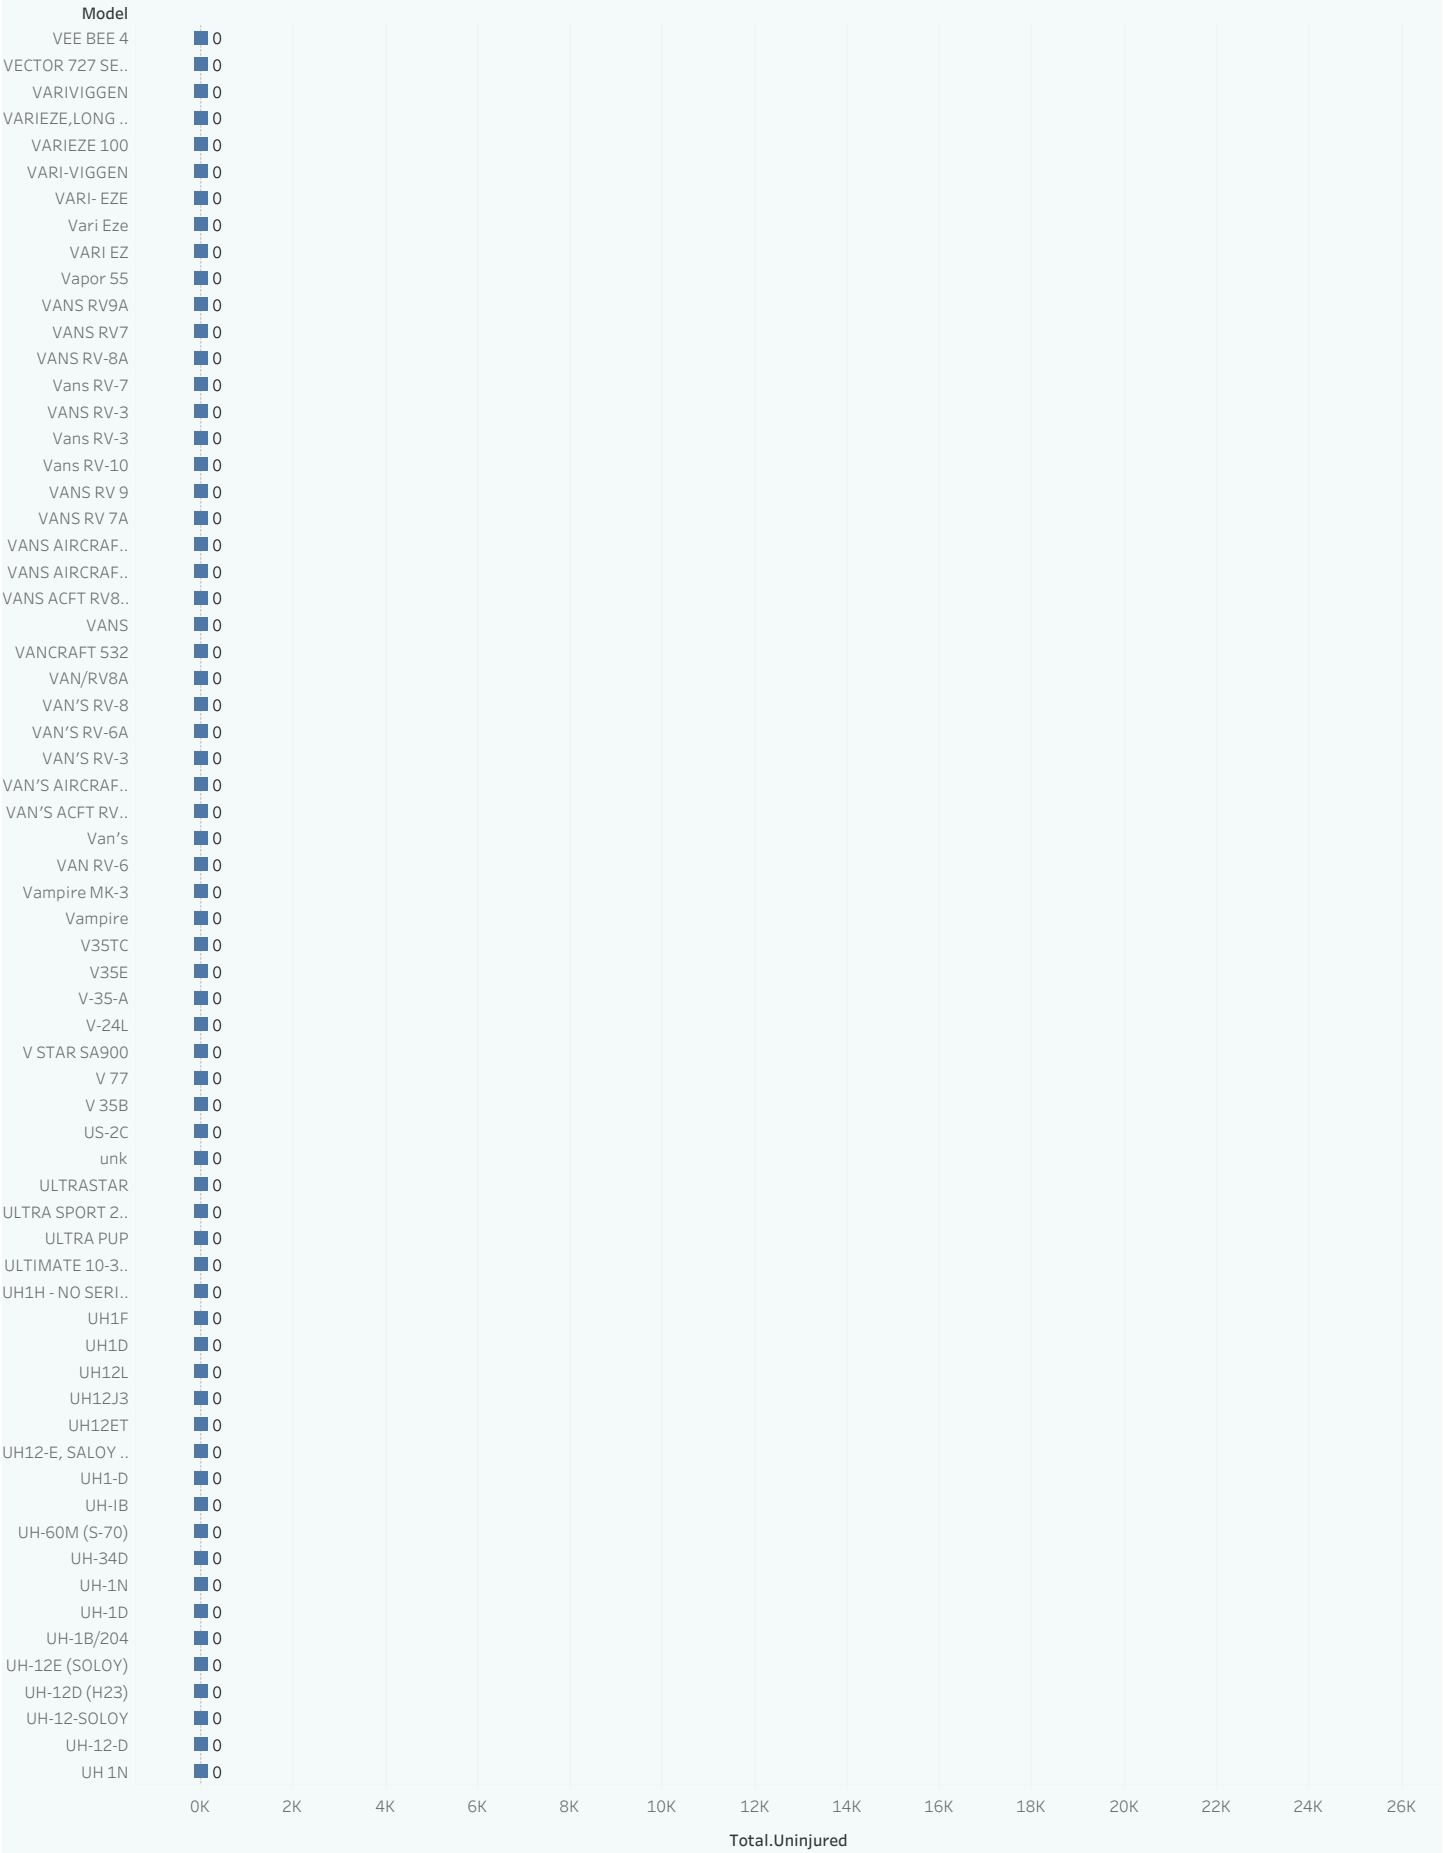 Model
VEE BEE 4 0
VECTOR 727 SE.. 0
VARIVIGGEN 0
VARIEZE,LONG .. 0
VARIEZE 100 0
VARI-VIGGEN 0
VARI- EZE 0
Vari Eze 0
VARI EZ 0
Vapor 55 0
VANS RV9A 0
VANS RV7 0
VANS RV-8A 0
Vans RV-7 0
VANS RV-3 0
Vans RV-3 0
Vans RV-10 0
VANS RV 9 0
VANS RV 7A 0
VANS AIRCRAF.. 0
VANS AIRCRAF.. 0
VANS ACFT RV8.. 0
VANS 0
VANCRAFT 532 0
VAN/RV8A 0
VAN'S RV-8 0
VAN'S RV-6A 0
VAN'S RV-3 0
VAN'S AIRCRAF.. 0
VAN'S ACFT RV.. 0
Van's 0
VAN RV-6 0
Vampire MK-3 0
Vampire 0
V35TC 0
V35E 0
V-35-A 0
V-24L 0
V STAR SA900 0
V 77 0
V 35B 0
US-2C 0
unk 0
ULTRASTAR 0
ULTRA SPORT 2.. 0
ULTRA PUP 0
ULTIMATE 10-3.. 0
UH1H - NO SERI.. 0
UH1F 0
UH1D 0
UH12L 0
UH12J3 0
UH12ET 0
UH12-E, SALOY .. 0
UH1-D 0
UH-IB 0
UH-60M (S-70) 0
UH-34D 0
UH-1N 0
UH-1D 0
UH-1B/204 0
UH-12E (SOLOY) 0
UH-12D (H23) 0
UH-12-SOLOY 0
UH-12-D 0
UH 1N 0
0K 2K 4K 6K 8K 10K 12K 14K 16K 18K 20K 22K 24K 26K
Total.Uninjured